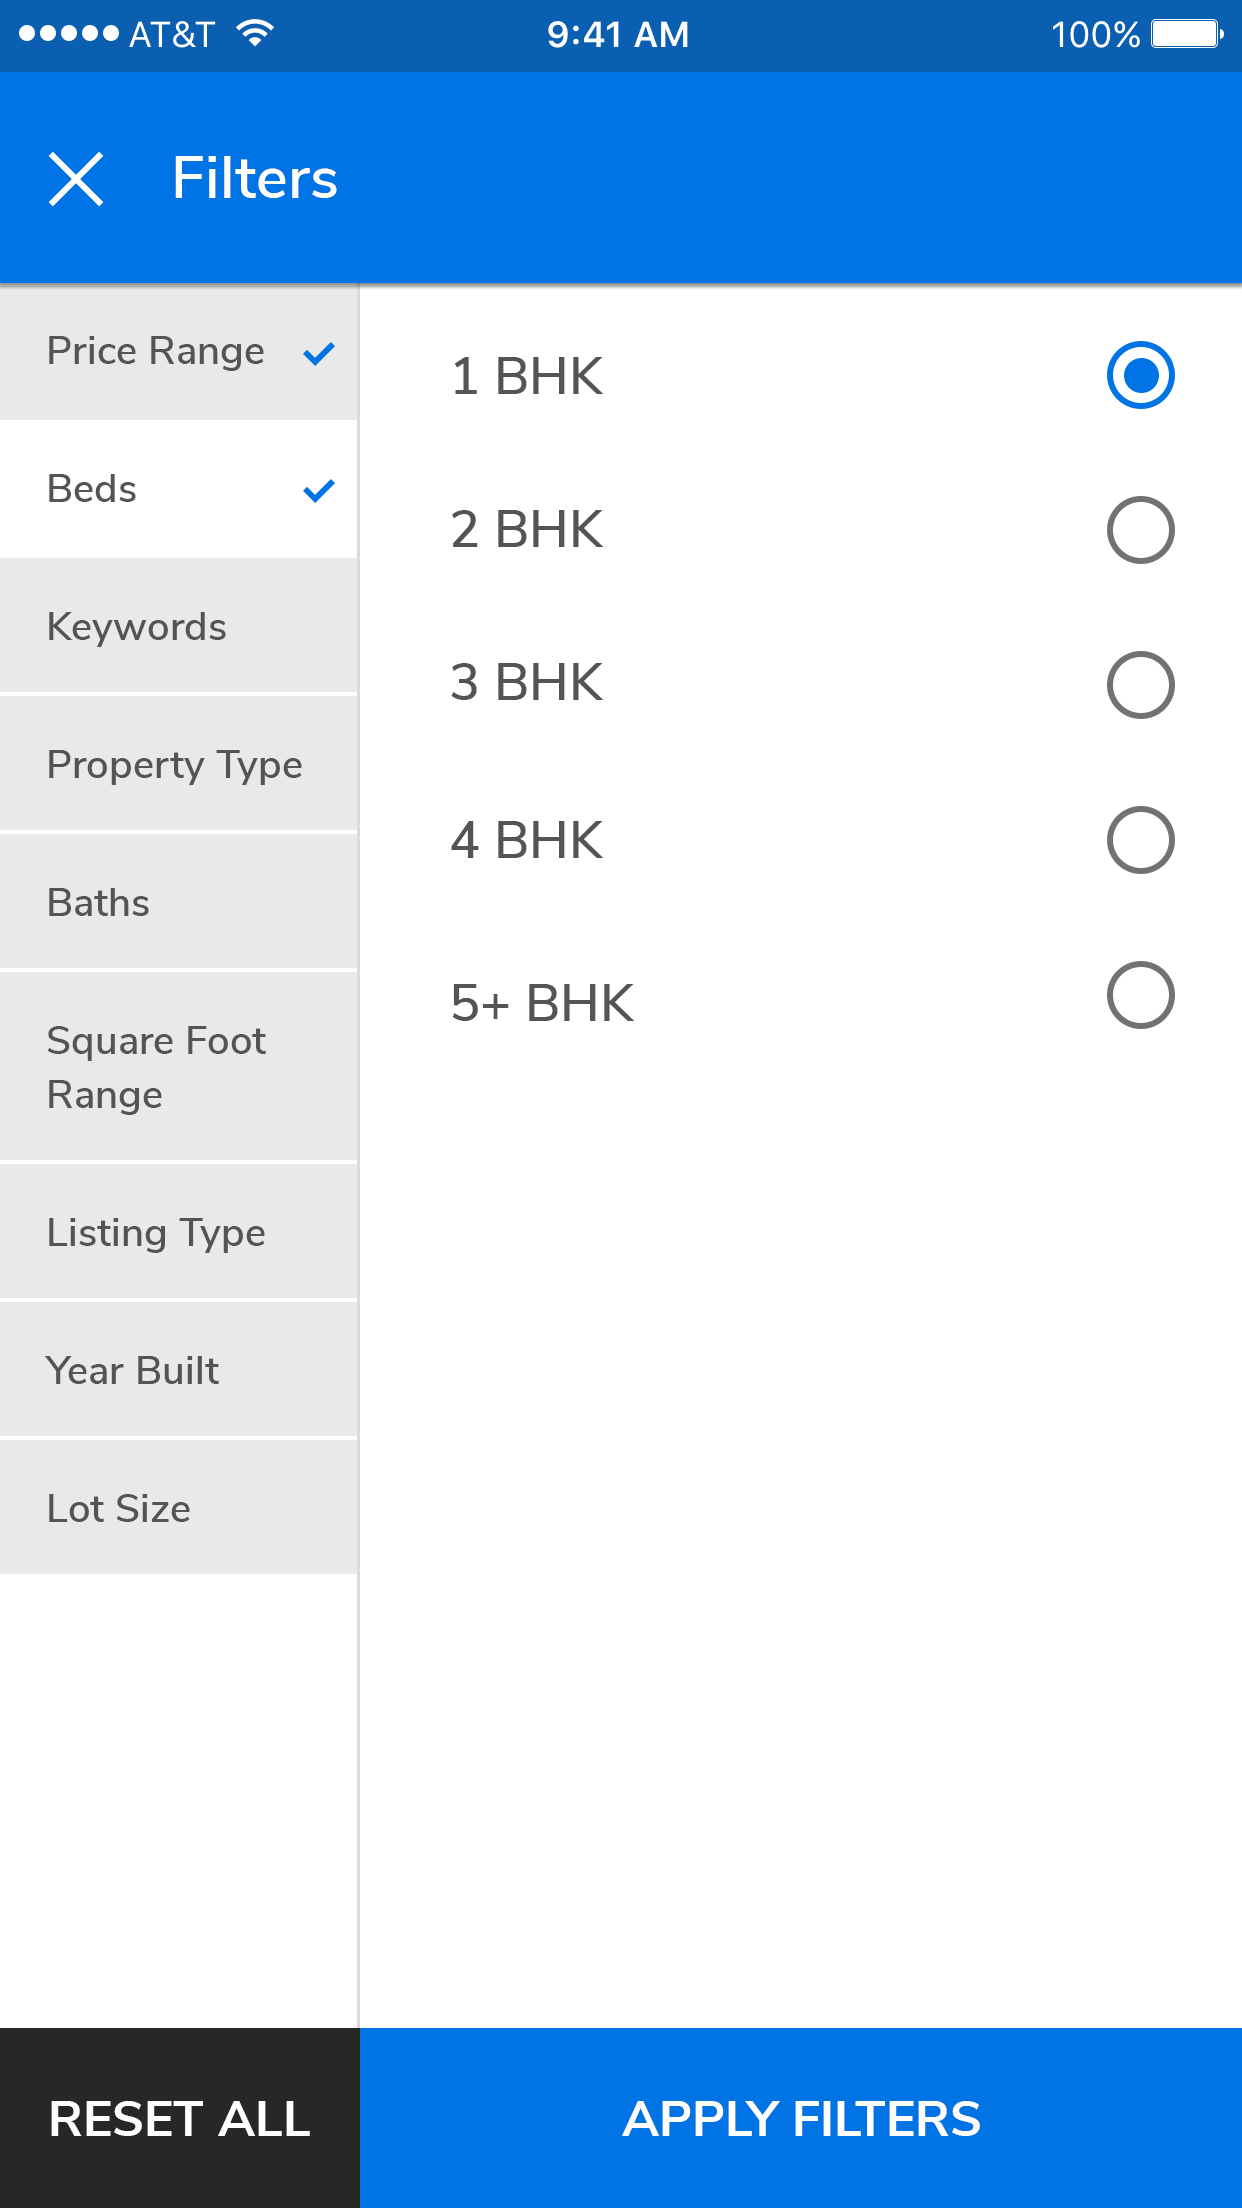 AT&T 9:41 AM 100%
Filters
Price Range
Beds
Keywords
Property Type
Baths
Square Foot
Range
Listing Type
Year Built
Lot Size
1 BHK
2 BHK
3 BHK
4 BHK
5+ BHK
RESET ALL
APPLY FILTERS